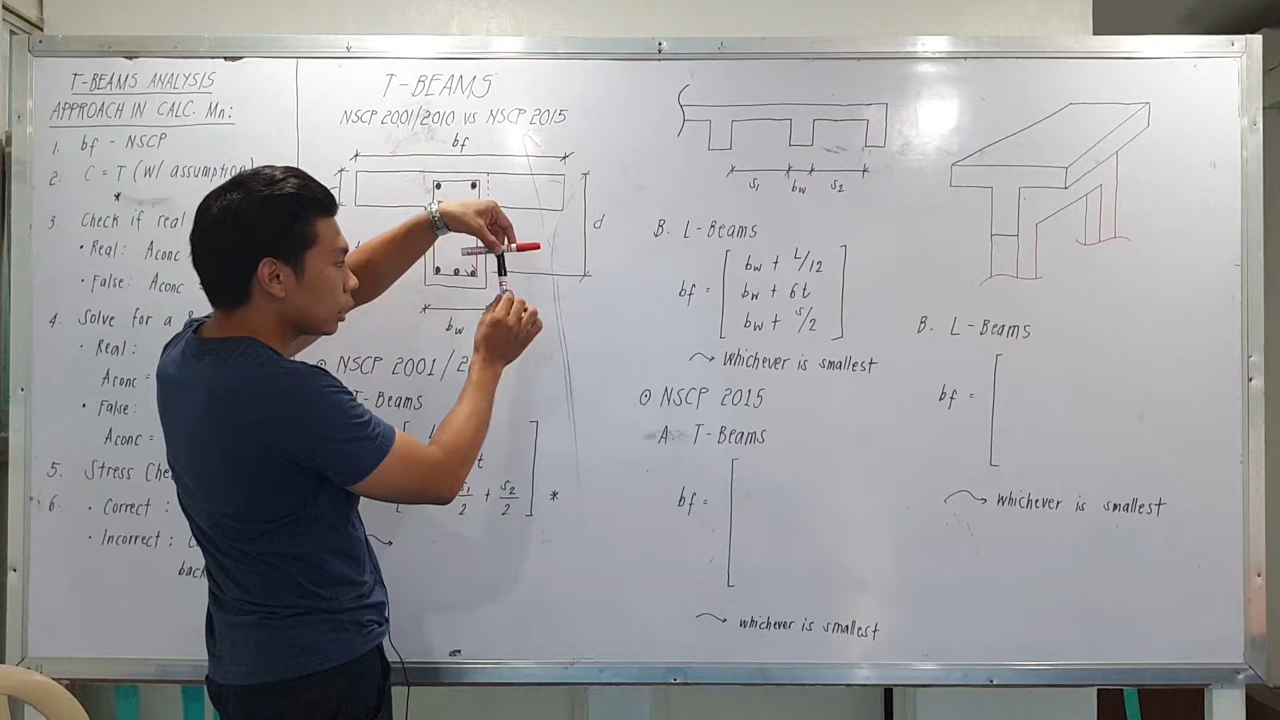 T-BEAMS ANALYSIS
APPROACH IN CALC. Mn:
1. bf - NSCP
2. C = T (W/ assumption)
*
3. Check if real
• Real: Aconc
• False: Aconc
4. Solve for a &
• Real:
Aconc =
• False:
Aconc =
5. Stress Che
6. • Correct :
• Incorrect :
back
T-BEAMS
NSCP 2001/2010 vs NSCP 2015
bf
d
bw
⊙ NSCP 2001/2
T-Beams
bf
t
S1/2 + S2/2 *
S1 bw S2
B. L-Beams
bf = bw + L/12
bw + 6t
bw + s/2
whichever is smallest
⊙ NSCP 2015
A. T-Beams
bf =
whichever is smallest
B. L-Beams
bf =
whichever is smallest